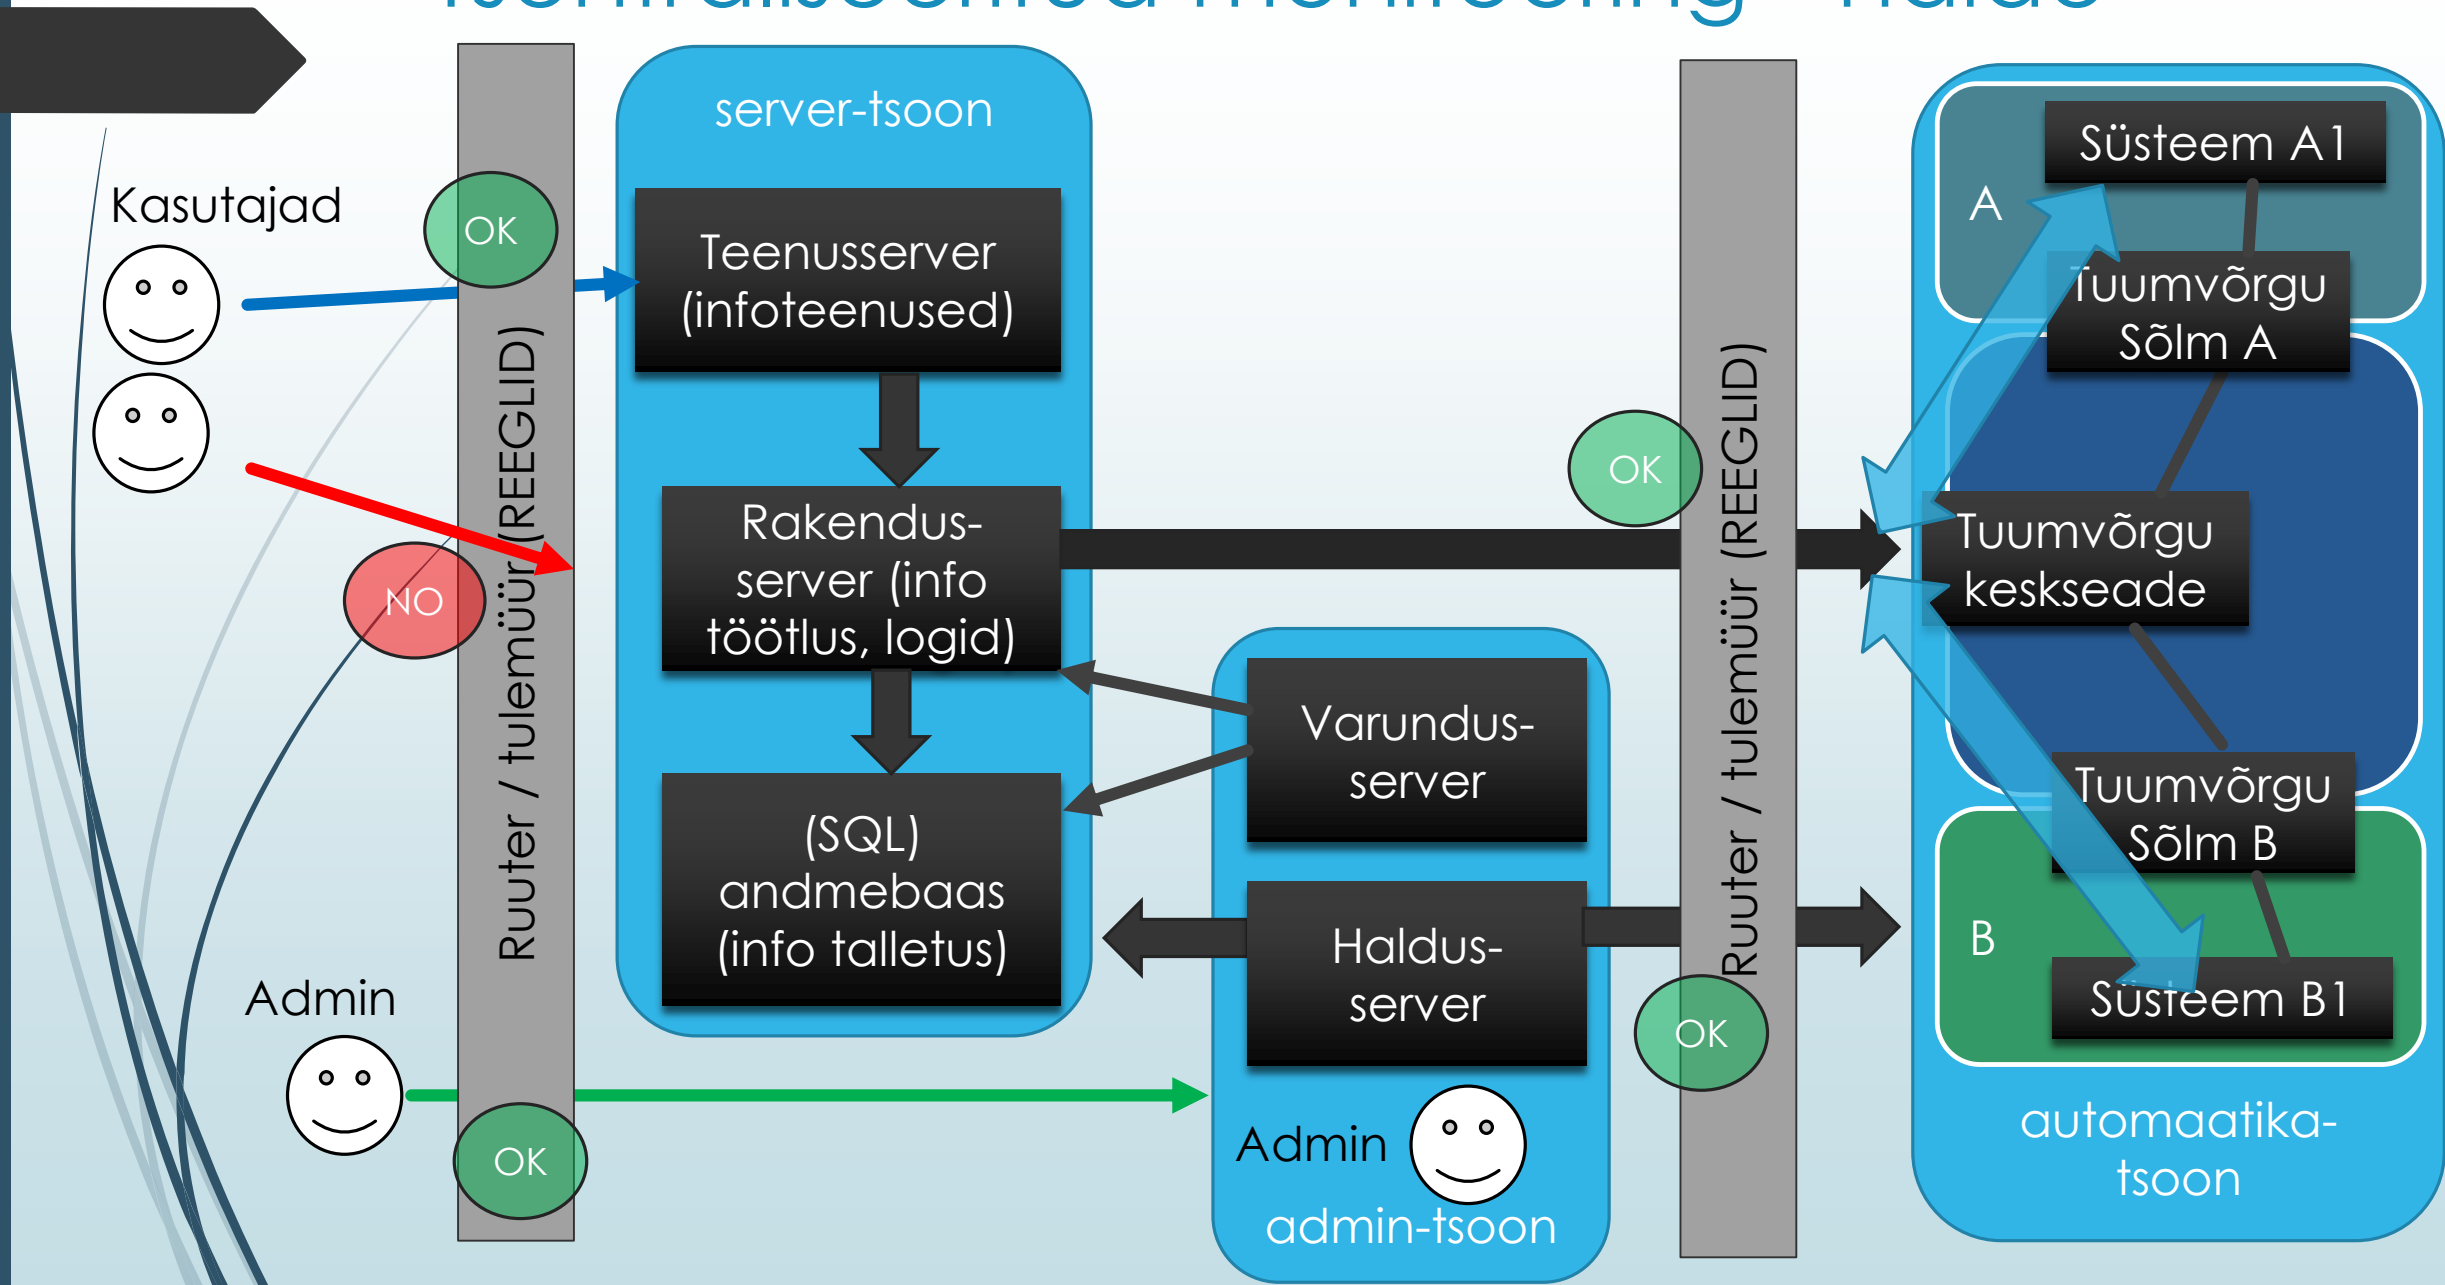 Kasutajad
OK
NO
Ruuter / tulemüür (REEGLID)
Admin
OK
server-tsoon
Teenusserver
(infoteenused)
Rakendus-
server (info
töötlus, logid)
(SQL)
andmebaas
(info talletus)
Varundus-
server
Haldus-
server
Admin
admin-tsoon
OK
Ruuter / tulemüür (REEGLID)
OK
A
Süsteem A1
Tuumvõrgu
Sõlm A
Tuumvõrgu
keskseade
Tuumvõrgu
Sõlm B
B
Süsteem B1
automaatika-
tsoon